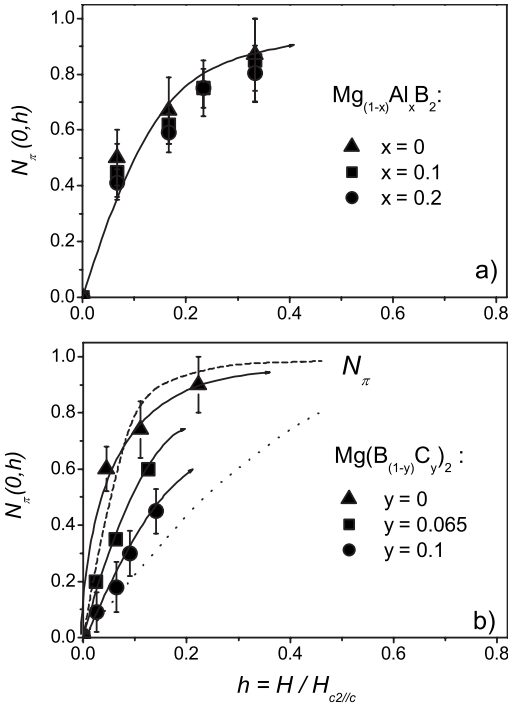 1.0
0.8
0.6
0.4
0.2
0.0
N_π (0,h)
Mg_(1-x)Al_xB_2:
x = 0
x = 0.1
x = 0.2
a)
0.0 0.2 0.4 0.6 0.8
1.0
0.8
0.6
0.4
0.2
0.0
N_π(0,h)
N_π
Mg(B_(1-y)C_y)_2 :
y = 0
y = 0.065
y = 0.1
b)
0.0 0.2 0.4 0.6 0.8
h = H / H_c2//c